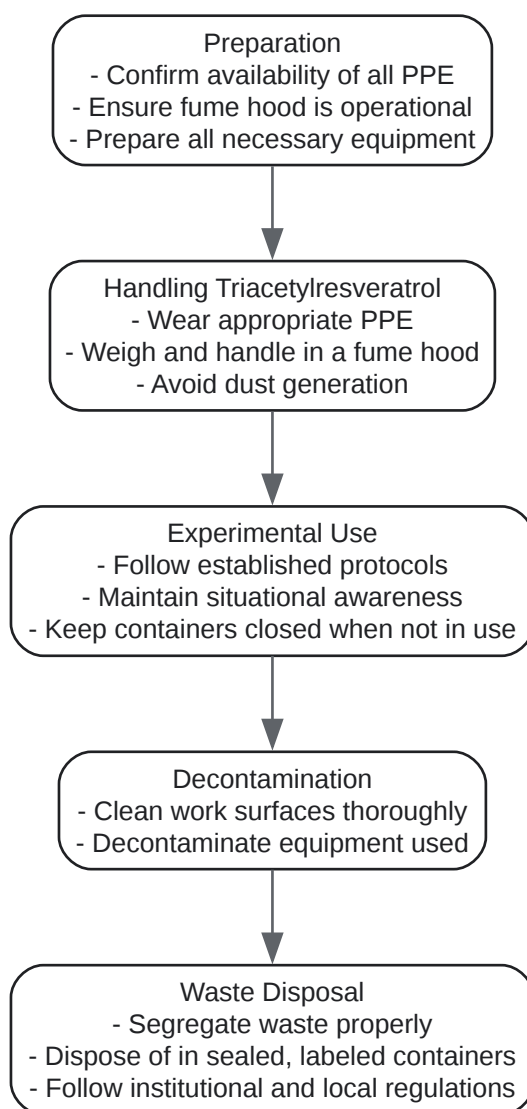 Preparation
- Confirm availability of all PPE
- Ensure fume hood is operational
- Prepare all necessary equipment
Handling Triacetylresveratrol
- Wear appropriate PPE
- Weigh and handle in a fume hood
- Avoid dust generation
Experimental Use
- Follow established protocols
- Maintain situational awareness
- Keep containers closed when not in use
Decontamination
- Clean work surfaces thoroughly
- Decontaminate equipment used
Waste Disposal
- Segregate waste properly
- Dispose of in sealed, labeled containers
- Follow institutional and local regulations